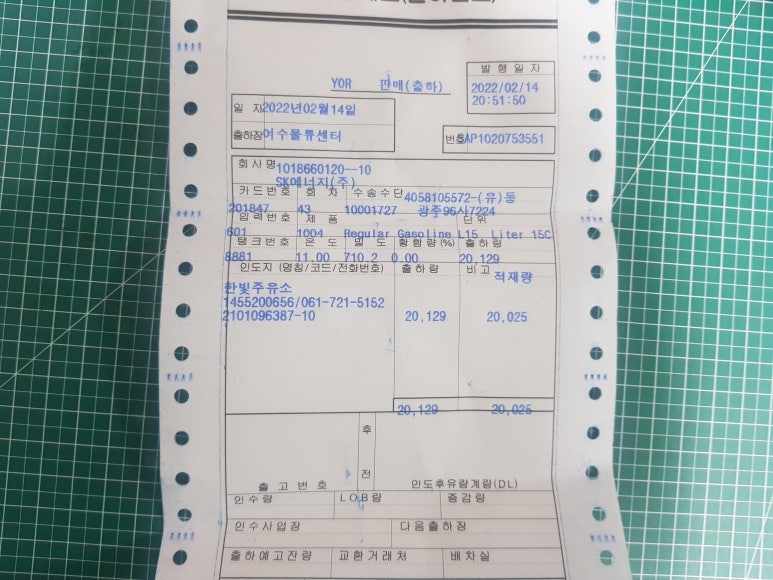 YOR 판매(출하)
발행일자
2022/02/14
20:51:50
일 자 2022년02월14일
출하장 여수물류센터
번호 SAP1020753551
회사명 1018660120--10
SK에너지(주)
카드번호 회 차 수송수단 4058105572-(유)동
201847 43 10001727 광주96사7224
입력번호 제 품 단위
601 1004 Regular Gasoline L15 Liter 15C
탱크번호 온 도 밀 도 황함량(%) 출하량
8881 11.00 710.2 0.00 20,129
인도지 (명칭/코드/전화번호) 출하량 비고 적재량
한빛주유소
1455200656/061-721-5152
2101096387-10 20,129 20,025
20,129 20,025
후
전
출 고 번 호 인도후유량계량(DL)
인수량 LOB량 증감량
인수사업장 다음출하장
출하예고잔량 교환거래처 배차실